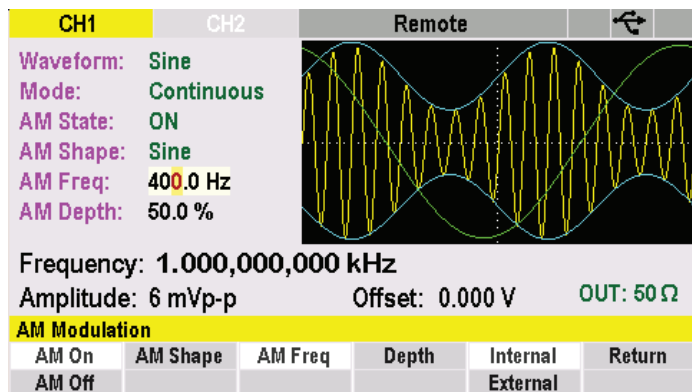 CH1 CH2 Remote
Waveform: Sine
Mode: Continuous
AM State: ON
AM Shape: Sine
AM Freq: 400.0 Hz
AM Depth: 50.0 %
Frequency: 1.000,000,000 kHz
Amplitude: 6 mVp-p Offset: 0.000 V OUT: 50 Ω
AM Modulation
AM On AM Shape AM Freq Depth Internal Return
AM Off External